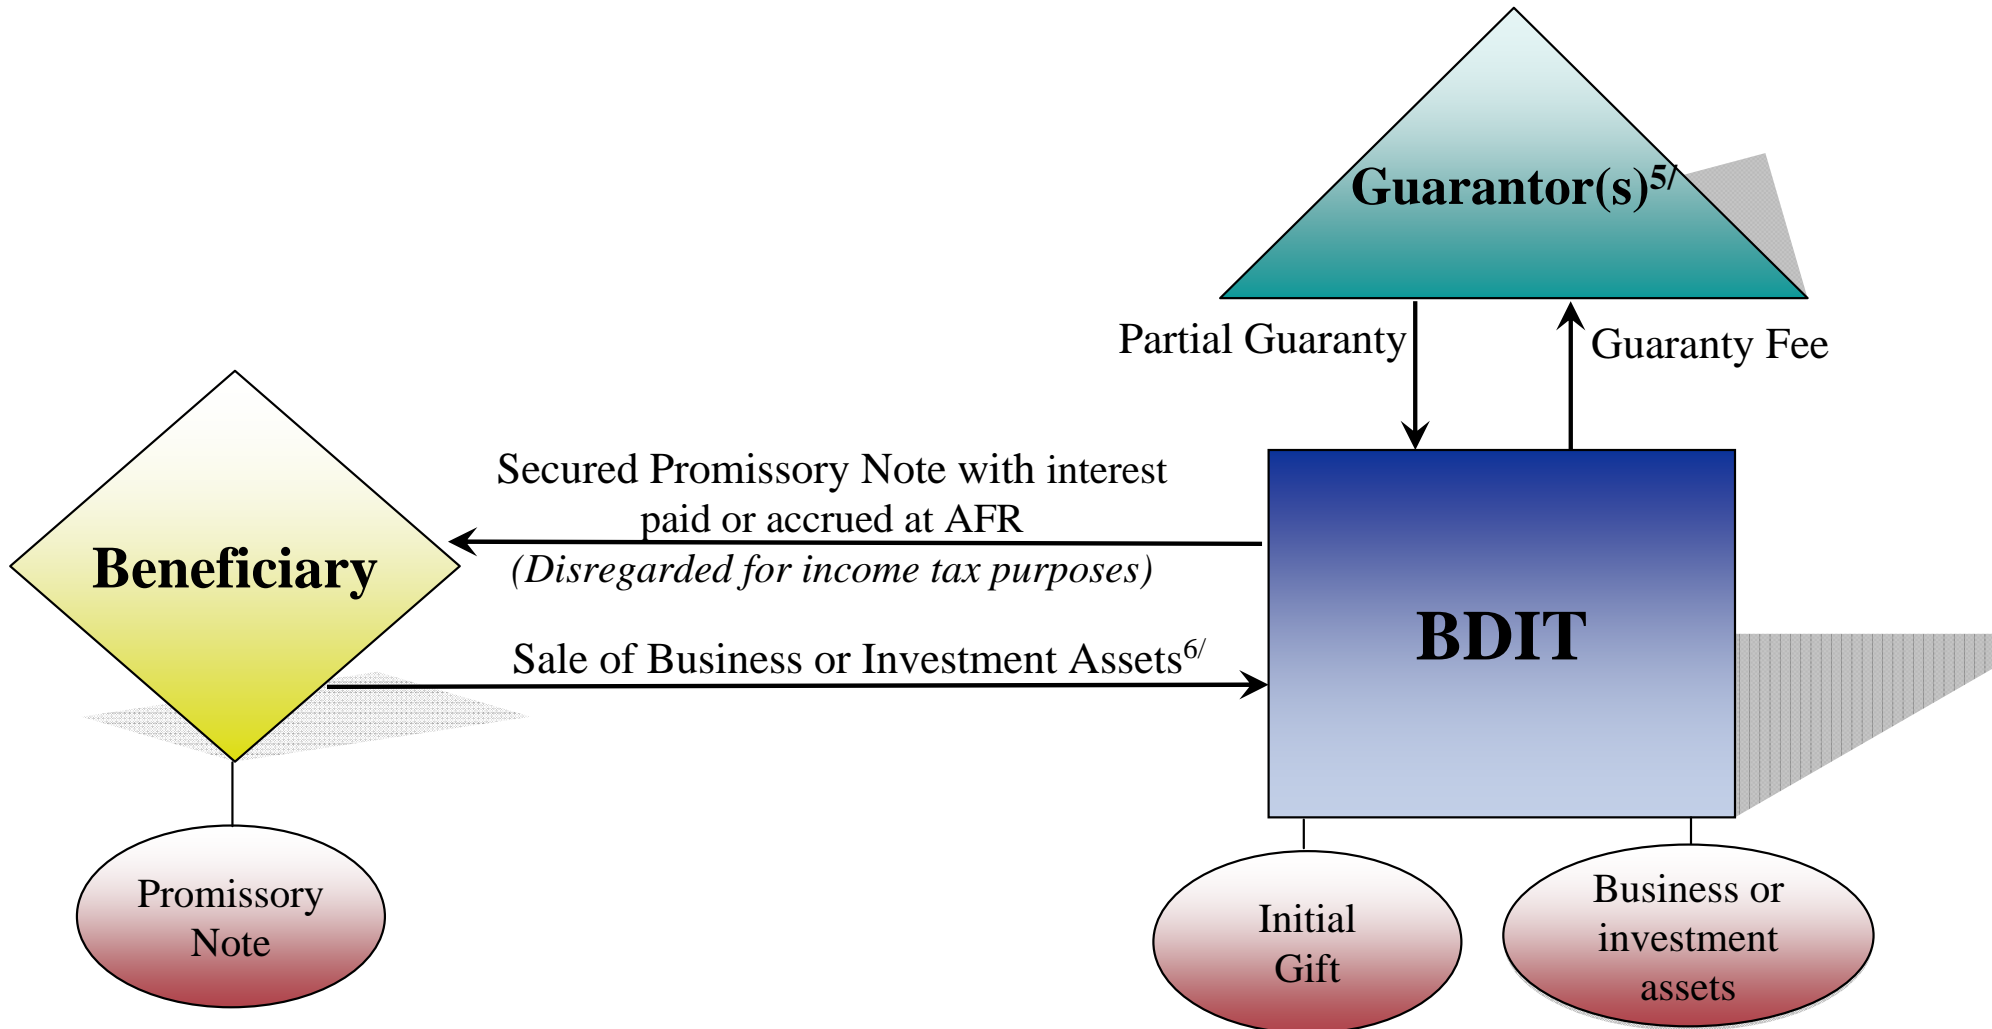 Guarantor(s)5/
Partial Guaranty
Guaranty Fee
Secured Promissory Note with interest
paid or accrued at AFR
(Disregarded for income tax purposes)
Beneficiary
BDIT
Sale of Business or Investment Assets6/
Promissory
Note
Initial
Gift
Business or
investment
assets